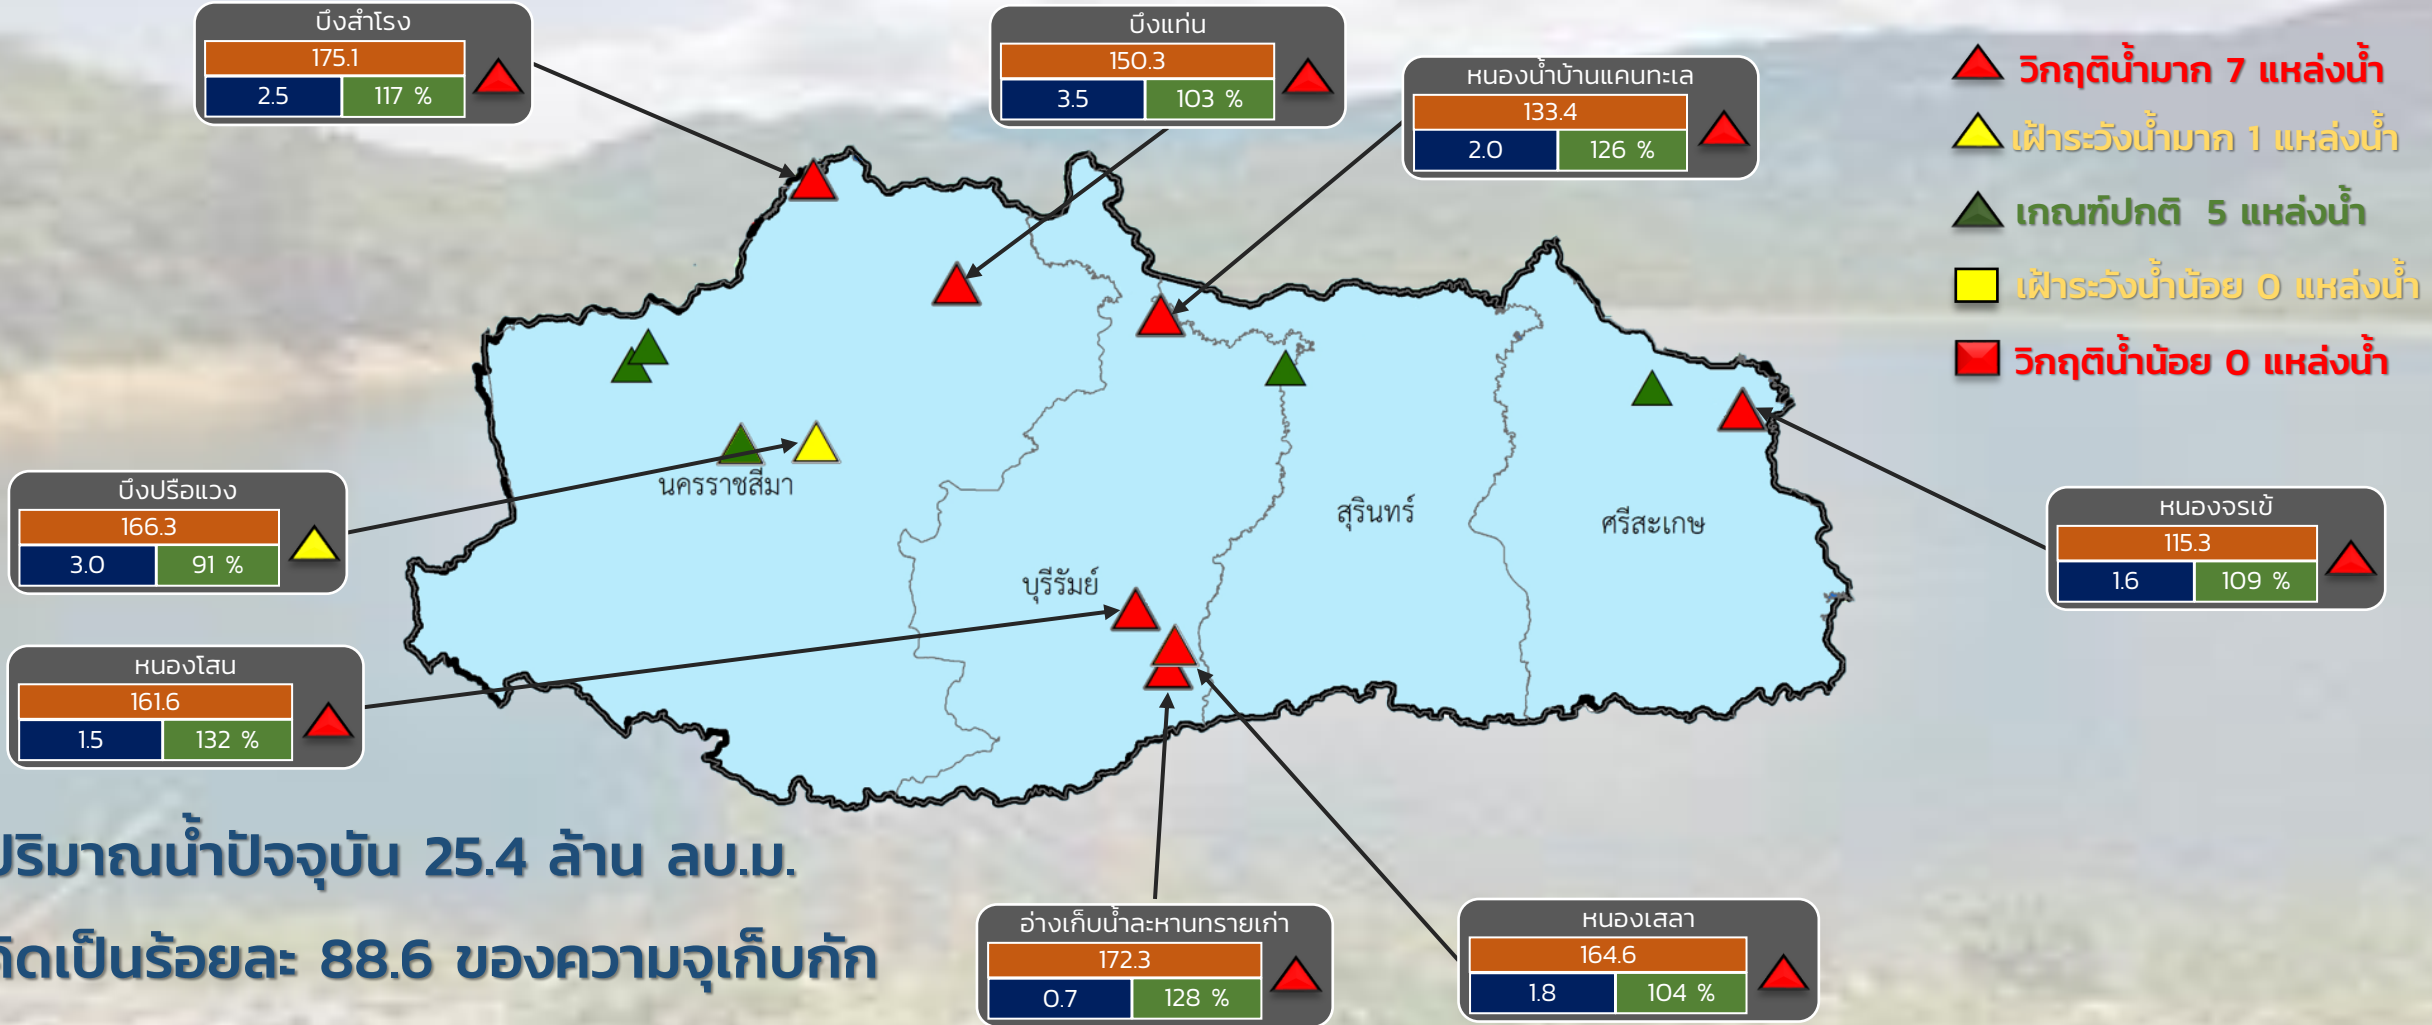 บึงสำโรง
175.1
2.5 117 %
บึงแท่น
150.3
3.5 103 %
หนองน้ำบ้านแคนทะเล
133.4
2.0 126 %
วิกฤติน้ำมาก 7 แหล่งน้ำ
เฝ้าระวังน้ำมาก 1 แหล่งน้ำ
เกณฑ์ปกติ 5 แหล่งน้ำ
เฝ้าระวังน้ำน้อย 0 แหล่งน้ำ
วิกฤติน้ำน้อย 0 แหล่งน้ำ
บึงปรือแวง
166.3
3.0 91 %
นครราชสีมา
บุรีรัมย์
สุรินทร์
ศรีสะเกษ
หนองจรเข้
115.3
1.6 109 %
หนองโสน
161.6
1.5 132 %
ปริมาณน้ำปัจจุบัน 25.4 ล้าน ลบ.ม.
คิดเป็นร้อยละ 88.6 ของความจุเก็บกัก
อ่างเก็บน้ำละหานทรายเก่า
172.3
0.7 128 %
หนองเสลา
164.6
1.8 104 %